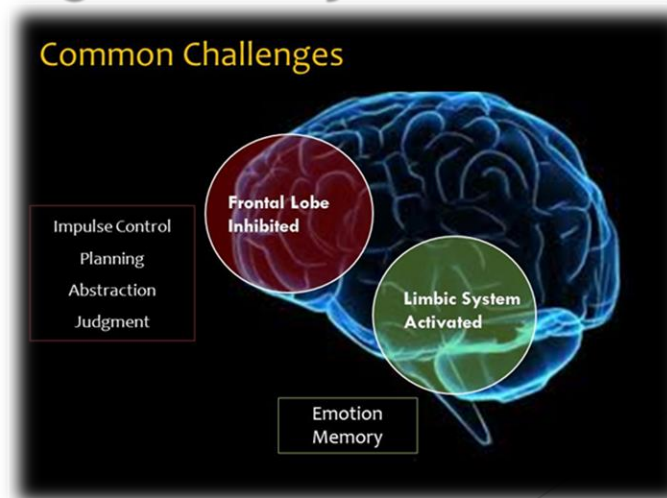 Common Challenges
Frontal Lobe
Inhibited
Impulse Control
Planning
Abstraction
Judgment
Limbic System
Activated
Emotion
Memory